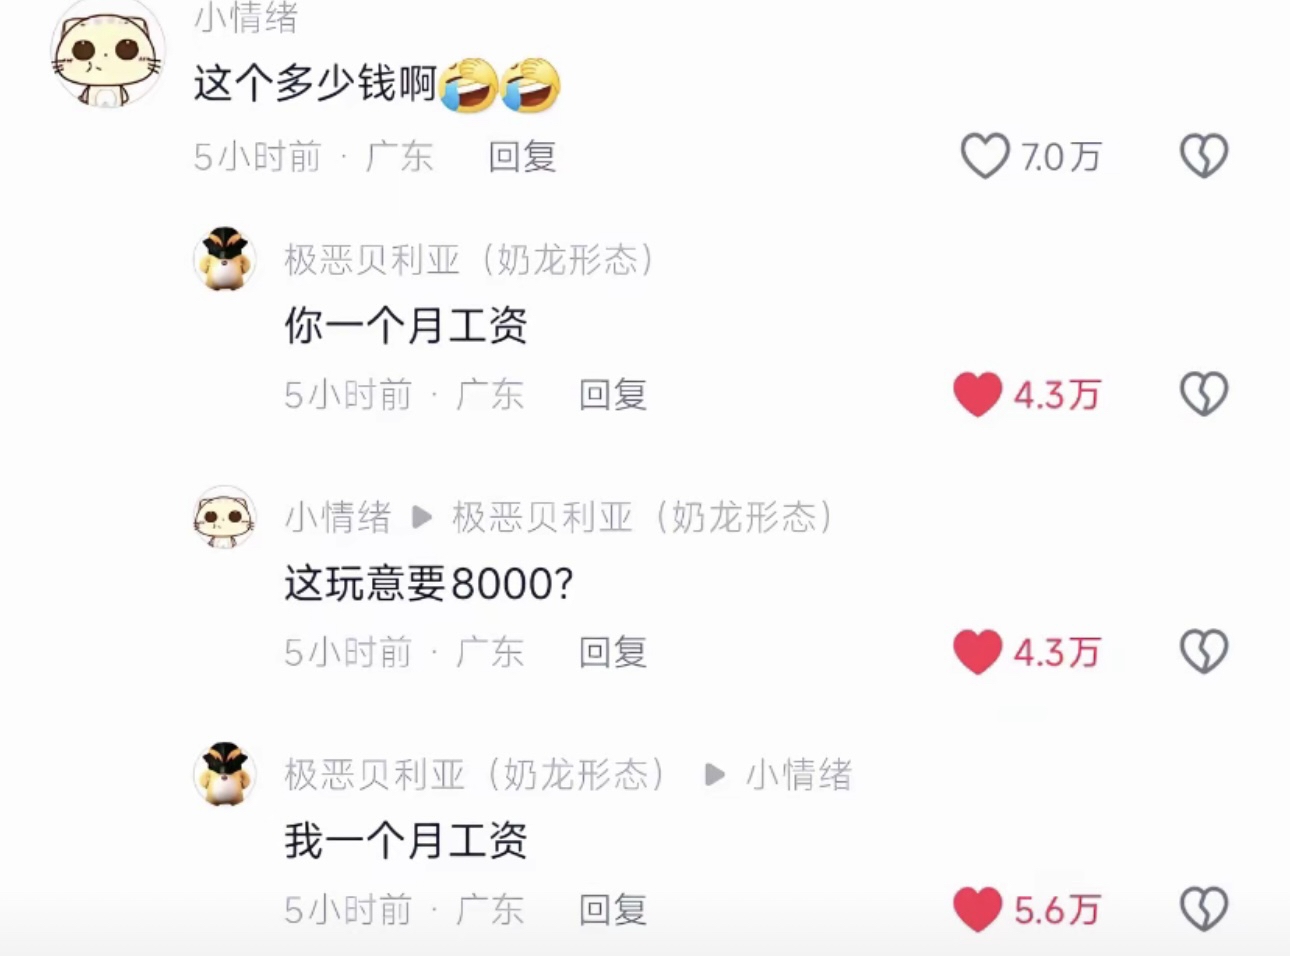 小情绪
这个多少钱啊🤣🤣
5小时前 · 广东 回复 7.0万
极恶贝利亚（奶龙形态）
你一个月工资
5小时前 · 广东 回复 4.3万
小情绪 ▶ 极恶贝利亚（奶龙形态）
这玩意要8000?
5小时前 · 广东 回复 4.3万
极恶贝利亚（奶龙形态） ▶ 小情绪
我一个月工资
5小时前 · 广东 回复 5.6万